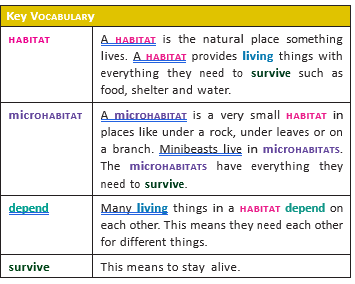 Key Vocabulary
HABITAT
A HABITAT is the natural place something
lives. A HABITAT provides living things with
everything they need to survive such as
food, shelter and water.
microHABITAT
A microHABITAT is a very small HABITAT in
places like under a rock, under leaves or on
a branch. Minibeasts live in microHABITATS.
The microHABITATS have everything they
need to survive.
depend
Many living things in a HABITAT depend on
each other. This means they need each other
for different things.
survive
This means to stay alive.